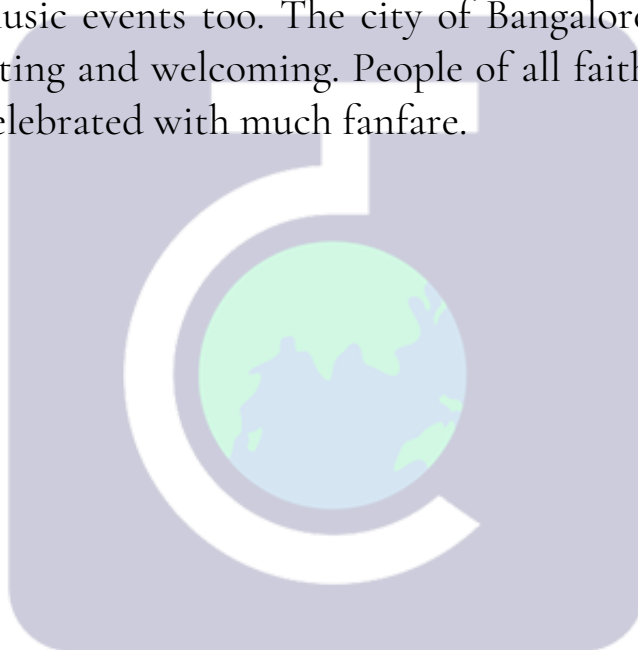 usic events too. The city of Bangalor
ting and welcoming. People of all faith
elebrated with much fanfare.